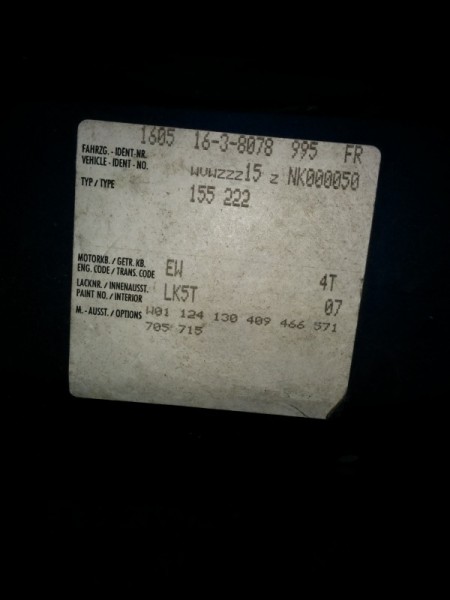 1605 16-3-8078 995 FR
FAHRZG. - IDENT-NR.
VEHICLE - IDENT - NO. WVWZZZ15 Z NK000050
TYP / TYPE 155 222
MOTORKB. / GETR. KB.
ENG. CODE / TRANS. CODE EW 4T
LACKNR. / INNENAUSST.
PAINT NO. / INTERIOR LK5T 07
M. - AUSST. / OPTIONS W01 124 130 409 466 571
705 715